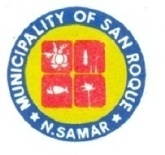 MUNICIPALITY OF SAN ROQUE
★ N.SAMAR ★